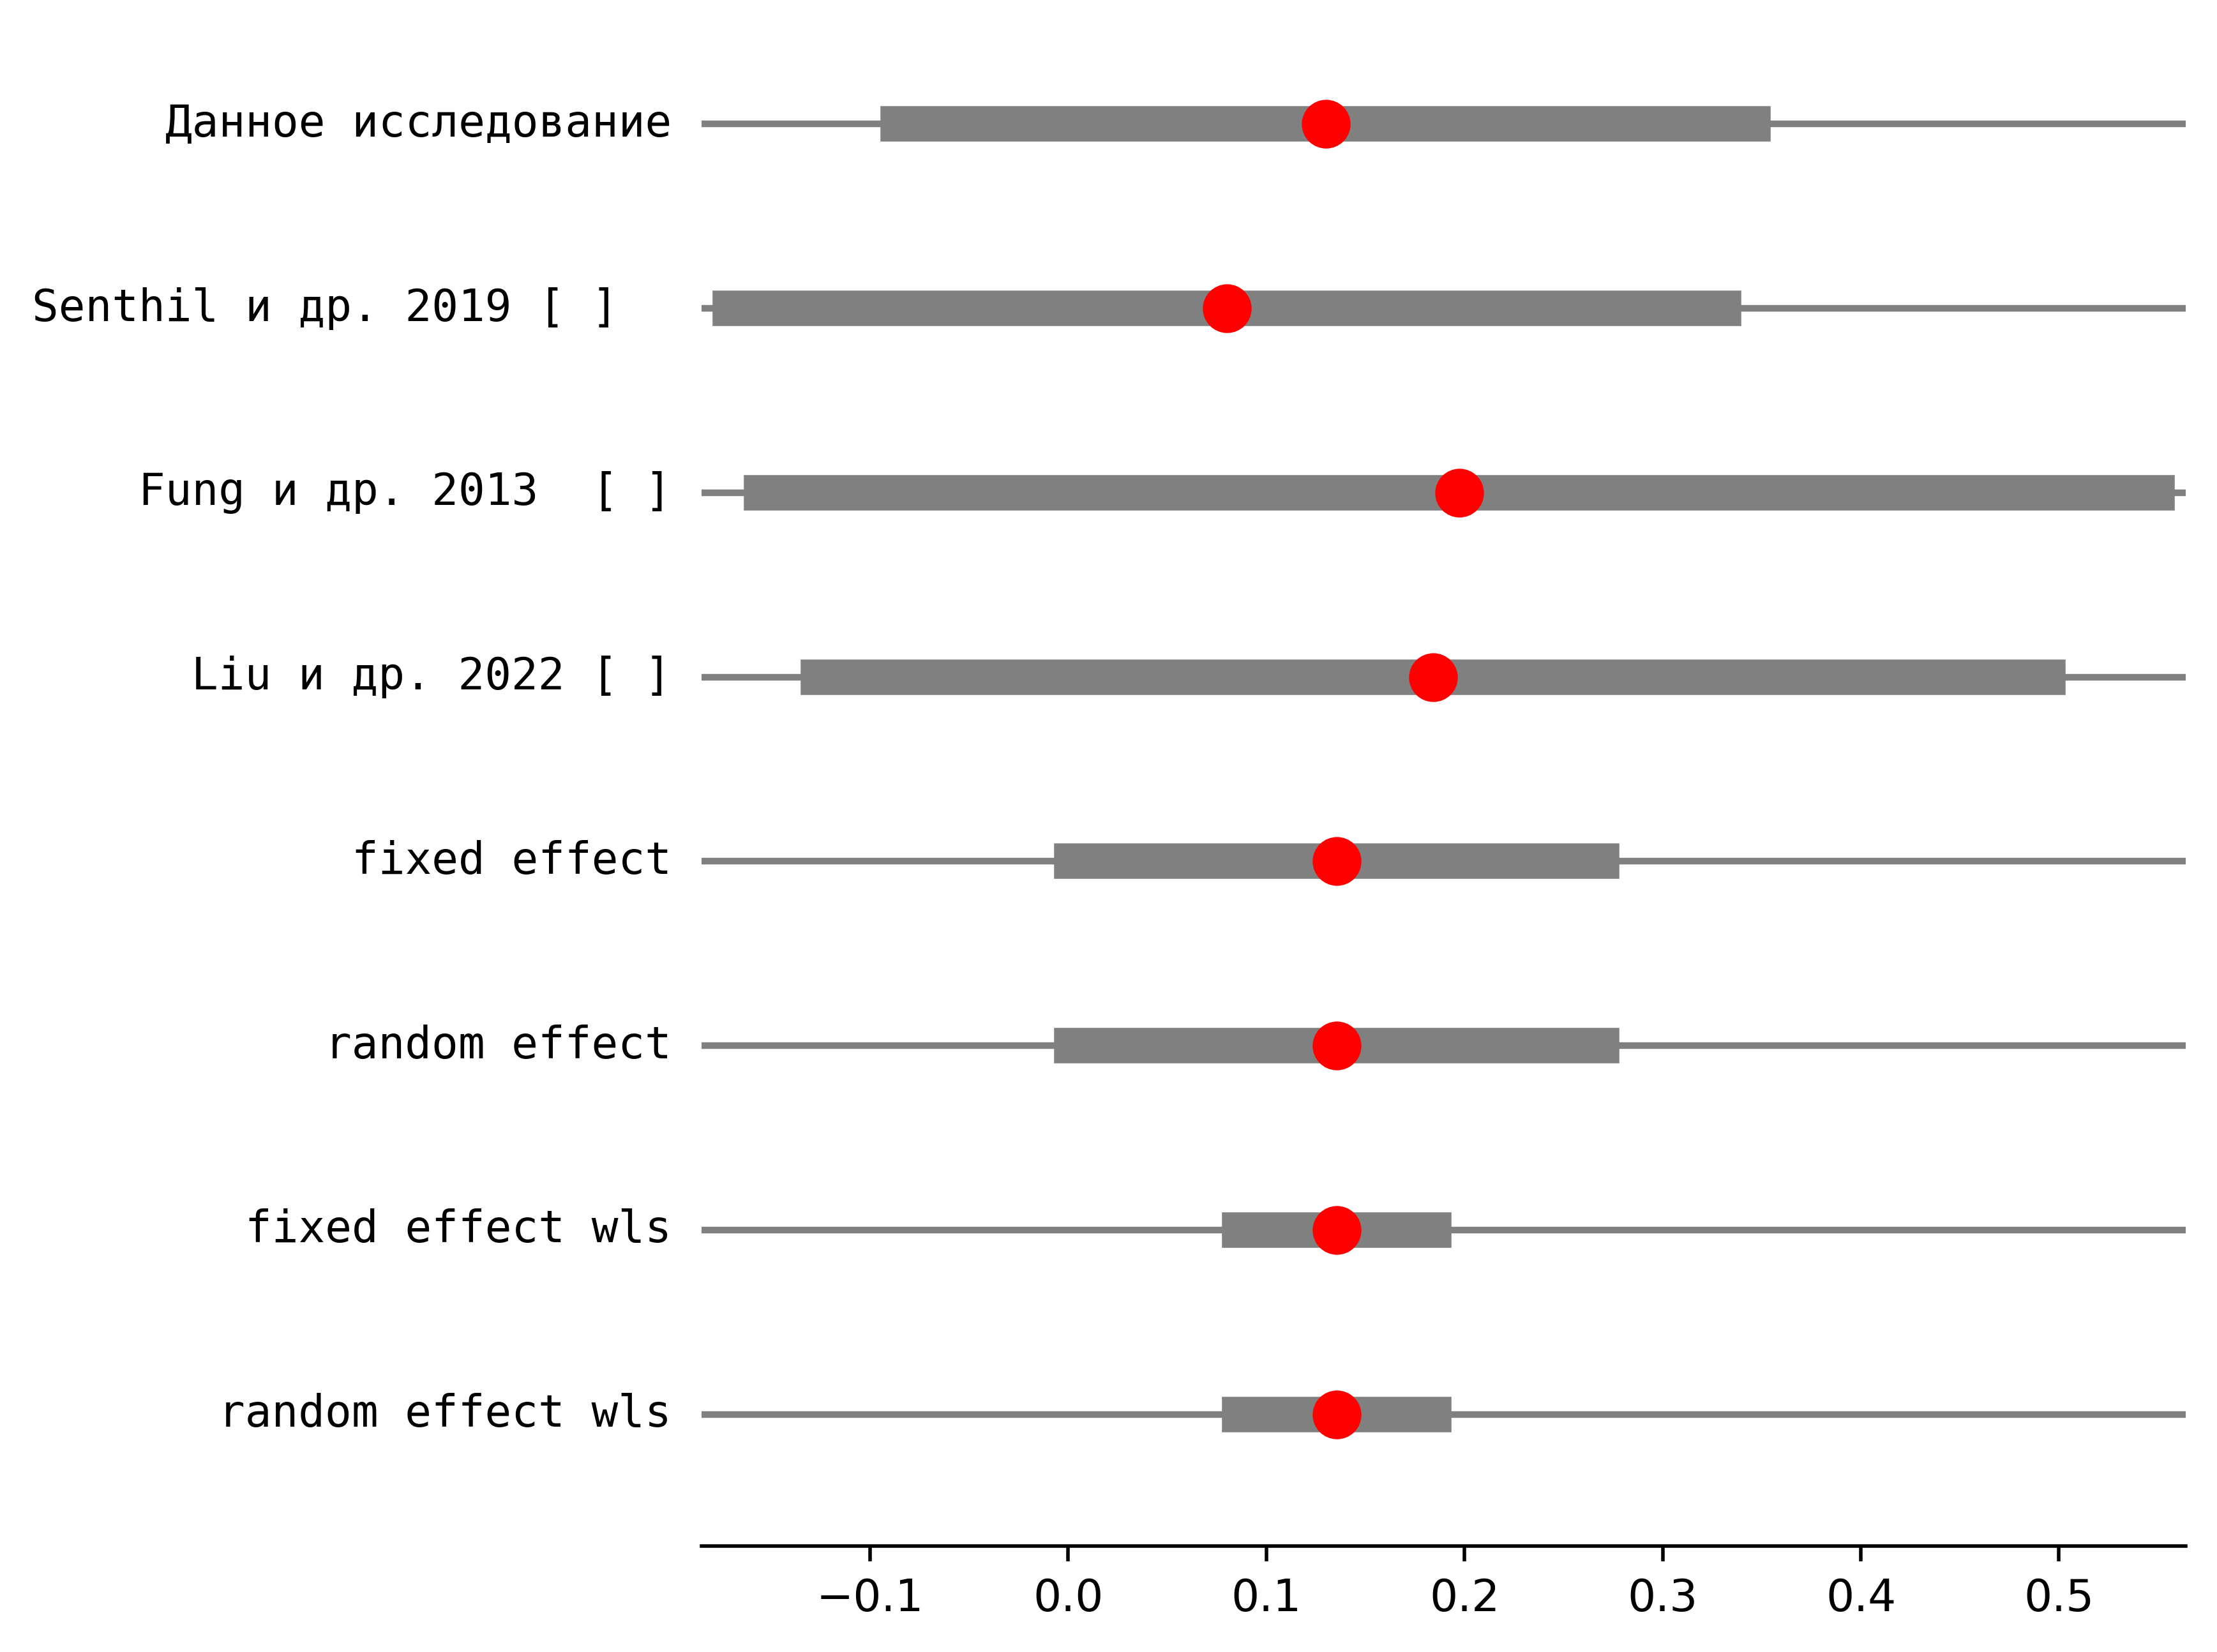 Данное исследование
Senthil и др. 2019 [ ]
Fung и др. 2013  [ ]
Liu и др. 2022 [ ]
fixed effect
random effect
fixed effect wls
random effect wls
−0.1 0.0 0.1 0.2 0.3 0.4 0.5